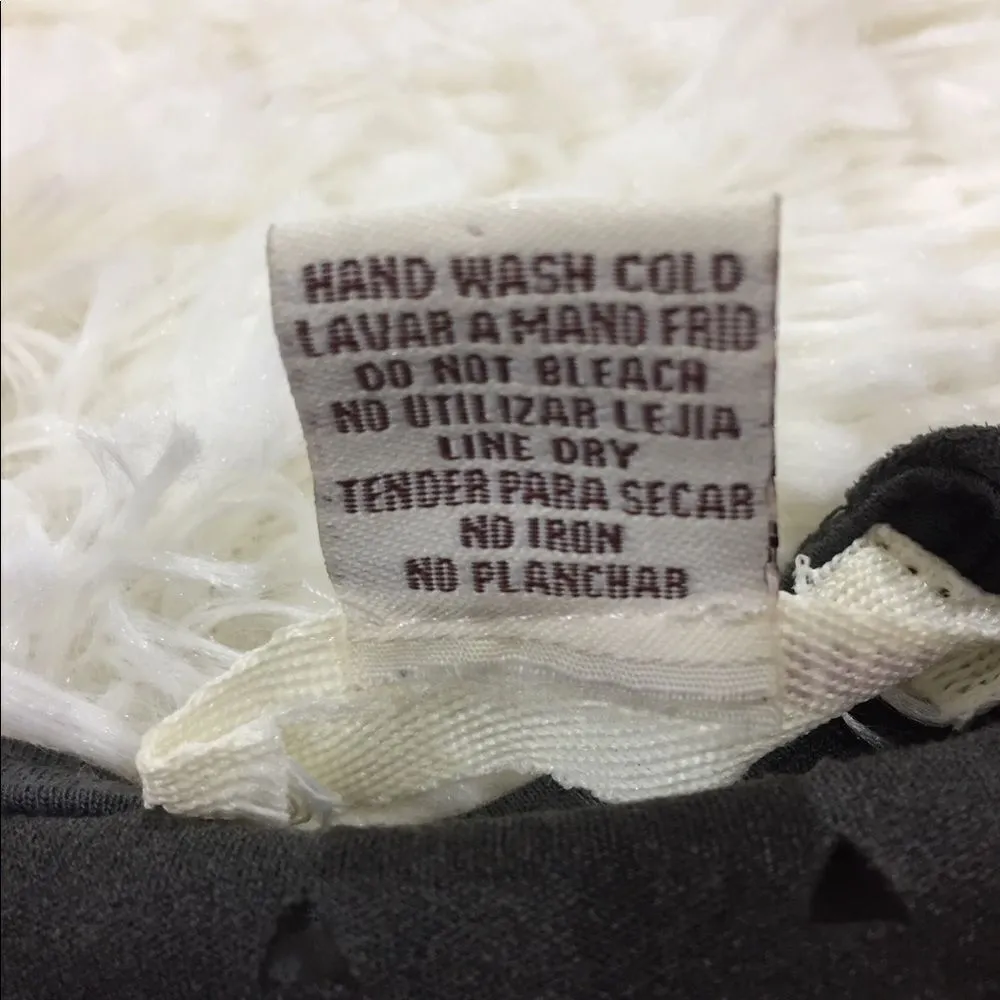 HAND WASH COLD
LAVAR A MANO FRIO
DO NOT BLEACH
NO UTILIZAR LEJIA
LINE DRY
TENDER PARA SECAR
NO IRON
NO PLANCHAR